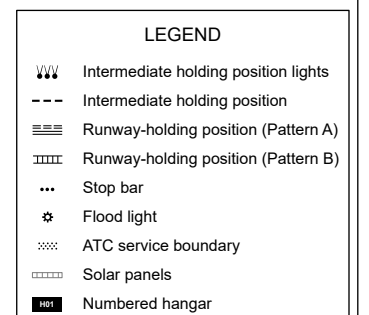 LEGEND
Intermediate holding position lights
Intermediate holding position
Runway-holding position (Pattern A)
Runway-holding position (Pattern B)
Stop bar
Flood light
ATC service boundary
Solar panels
H01 Numbered hangar